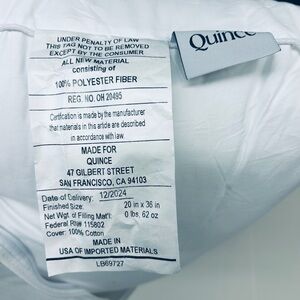 UNDER PENALTY OF LAW
THIS TAG NOT TO BE REMOVED
EXCEPT BY THE CONSUMER
ALL NEW MATERIAL
consisting of
100% POLYESTER FIBER
REG. NO. OH 20495
Certification is made by the manufacturer
that materials in this article are described
in accordance with law.
MADE FOR
QUINCE
47 GILBERT STREET
SAN FRANCISCO, CA 94103
Date of Delivery: 12/2024
Finished Size: 20 in x 36 in
Net Wgt of Filling Mat'l: 0 lbs, 62 oz
Federal RN# 115802
Cover: 100% Cotton
MADE IN
USA OF IMPORTED MATERIALS
LB69727
Quince